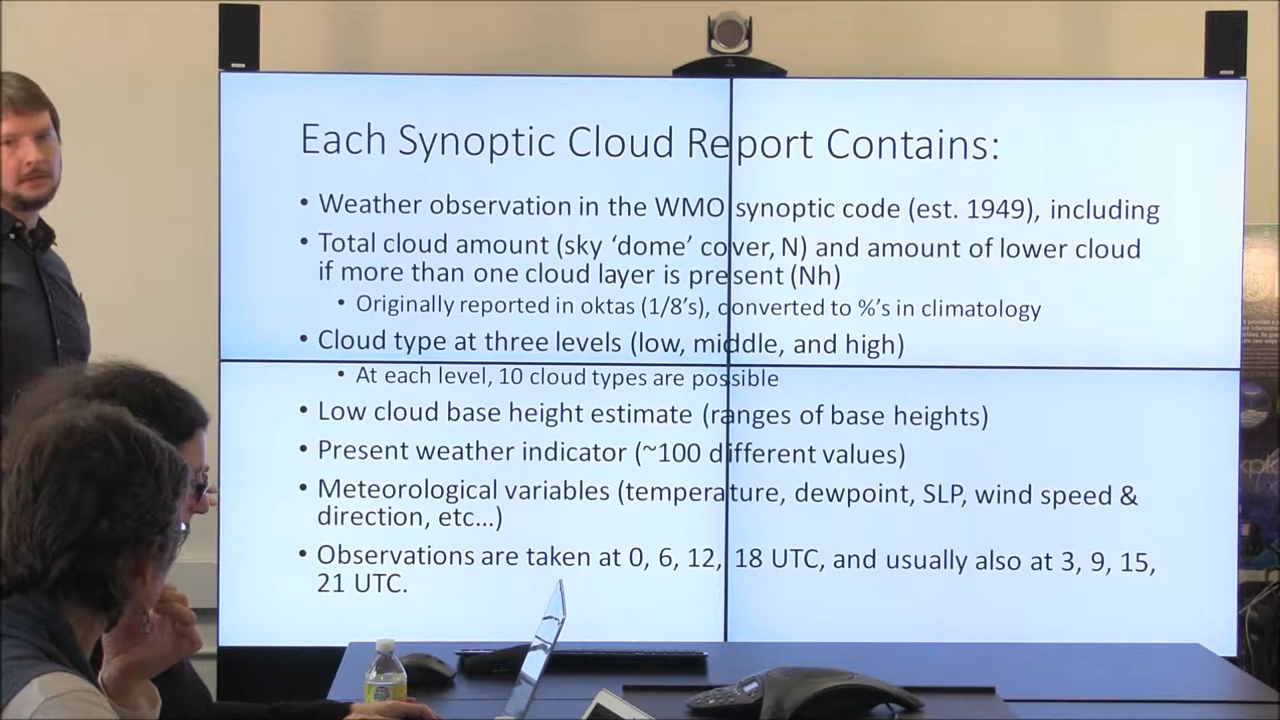 Each Synoptic Cloud Report Contains:
• Weather observation in the WMO synoptic code (est. 1949), including
• Total cloud amount (sky ‘dome’ cover, N) and amount of lower cloud
if more than one cloud layer is present (Nh)
• Originally reported in oktas (1/8’s), converted to %’s in climatology
• Cloud type at three levels (low, middle, and high)
• At each level, 10 cloud types are possible
• Low cloud base height estimate (ranges of base heights)
• Present weather indicator (~100 different values)
• Meteorological variables (temperature, dewpoint, SLP, wind speed &
direction, etc...)
• Observations are taken at 0, 6, 12, 18 UTC, and usually also at 3, 9, 15,
21 UTC.